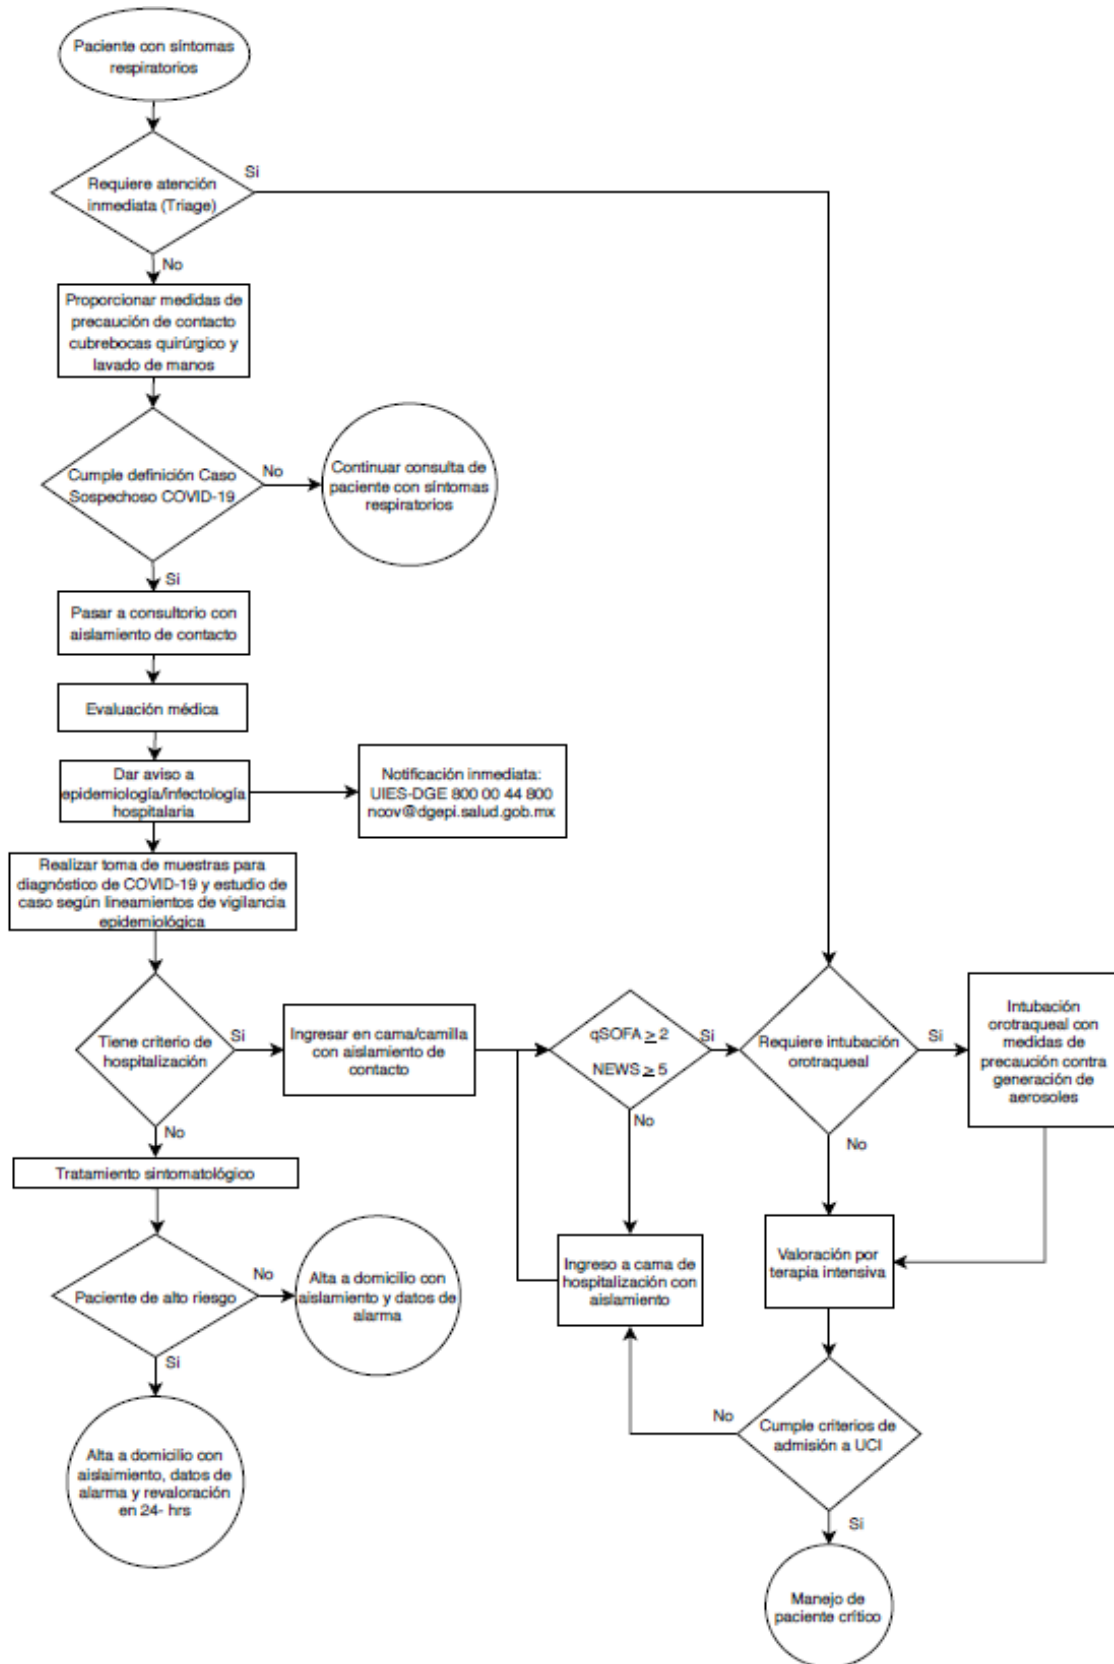 Paciente con síntomas
respiratorios
Requiere atención
inmediata (Triage)
Si
No
Proporcionar medidas de
precaución de contacto
cubrebocas quirúrgico y
lavado de manos
Cumple definición Caso
Sospechoso COVID-19
No
Continuar consulta de
paciente con síntomas
respiratorios
Si
Pasar a consultorio con
aislamiento de contacto
Evaluación médica
Dar aviso a
epidemiología/infectología
hospitalaria
Notificación inmediata:
UIES-DGE 800 00 44 800
ncov@dgepi.salud.gob.mx
Realizar toma de muestras para
diagnóstico de COVID-19 y estudio de
caso según lineamientos de vigilancia
epidemiológica
Tiene criterio de
hospitalización
Si
Ingresar en cama/camilla
con aislamiento de
contacto
qSOFA ≥ 2
NEWS ≥ 5
Si
Requiere intubación
orotraqueal
Si
Intubación
orotraqueal con
medidas de
precaución contra
generación de
aerosoles
No
No
No
Tratamiento sintomatológico
Ingreso a cama de
hospitalización con
aislamiento
Valoración por
terapia intensiva
Paciente de alto riesgo
No
Alta a domicilio con
aislamiento y datos de
alarma
Si
Alta a domicilio con
aislaimiento, datos de
alarma y revaloración
en 24- hrs
No
Cumple criterios de
admisión a UCI
Si
Manejo de
paciente crítico